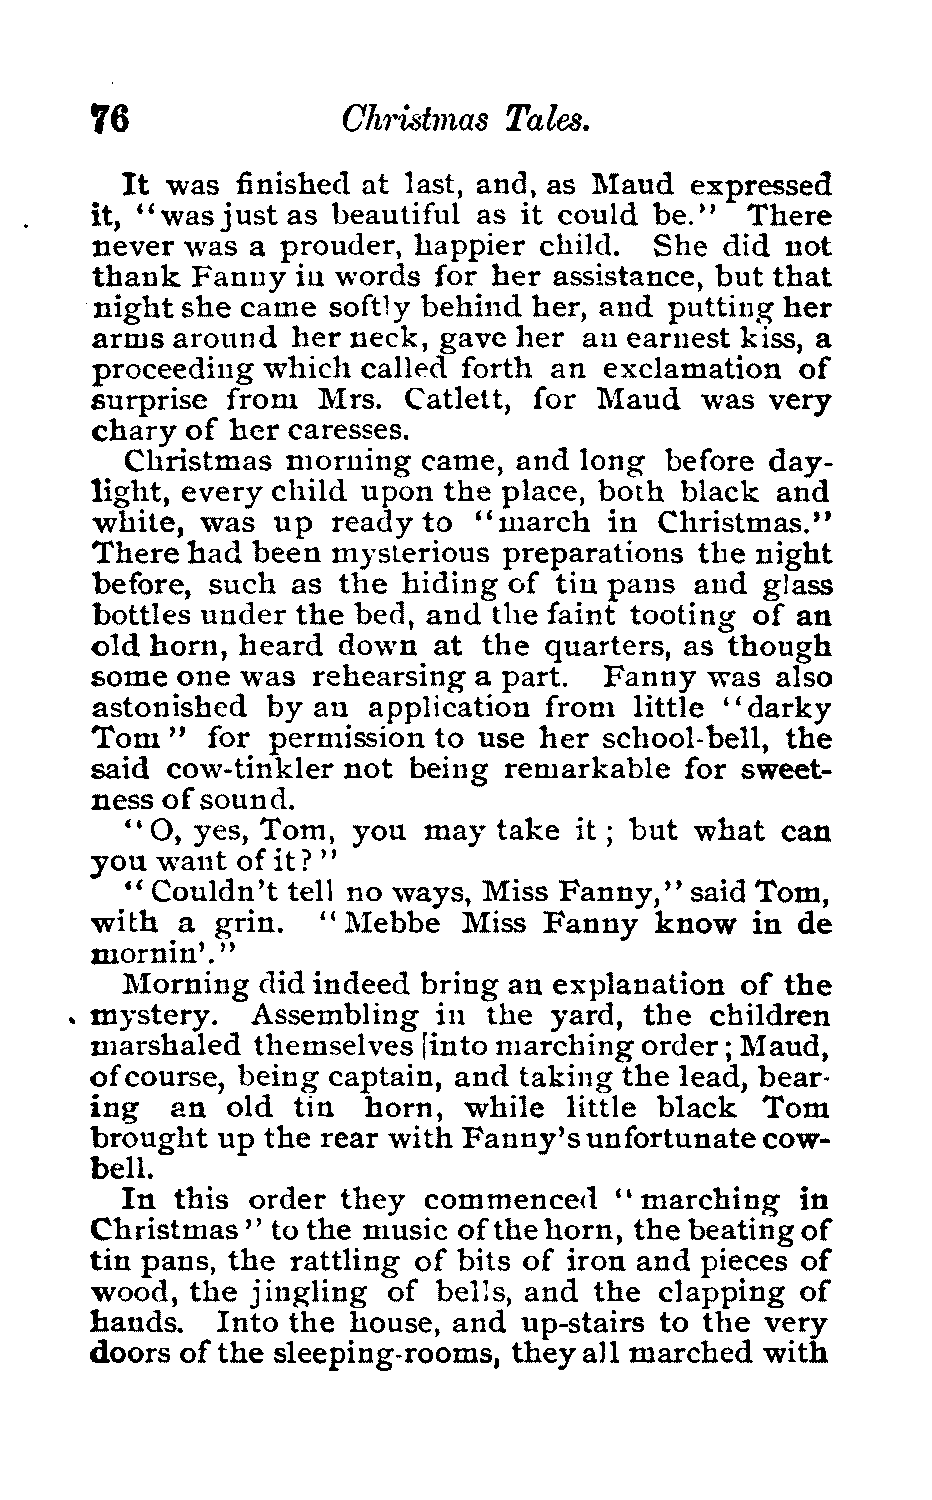 76 Christmas Tales.
It was finished at last, and, as Maud expressed
it, "was just as beautiful as it could be." There
never was a prouder, happier child. She did not
thank Fanny in words for her assistance, but that
night she came softly behind her, and putting her
arms around her neck, gave her an earnest kiss, a
proceeding which called forth an exclamation of
surprise from Mrs. Catlett, for Maud was very
chary of her caresses.
Christmas morning came, and long before day-
light, every child upon the place, both black and
white, was up ready to "march in Christmas."
There had been mysterious preparations the night
before, such as the hiding of tin pans and glass
bottles under the bed, and the faint tooting of an
old horn, heard down at the quarters, as though
some one was rehearsing a part. Fanny was also
astonished by an application from little "darky
Tom" for permission to use her school-bell, the
said cow-tinkler not being remarkable for sweet-
ness of sound.
"O, yes, Tom, you may take it; but what can
you want of it?"
"Couldn't tell no ways, Miss Fanny," said Tom,
with a grin. "Mebbe Miss Fanny know in de
mornin'."
Morning did indeed bring an explanation of the
mystery. Assembling in the yard, the children
marshaled themselves [into marching order; Maud,
of course, being captain, and taking the lead, bear-
ing an old tin horn, while little black Tom
brought up the rear with Fanny's unfortunate cow-
bell.
In this order they commenced "marching in
Christmas" to the music of the horn, the beating of
tin pans, the rattling of bits of iron and pieces of
wood, the jingling of bells, and the clapping of
hands. Into the house, and up-stairs to the very
doors of the sleeping-rooms, they all marched with